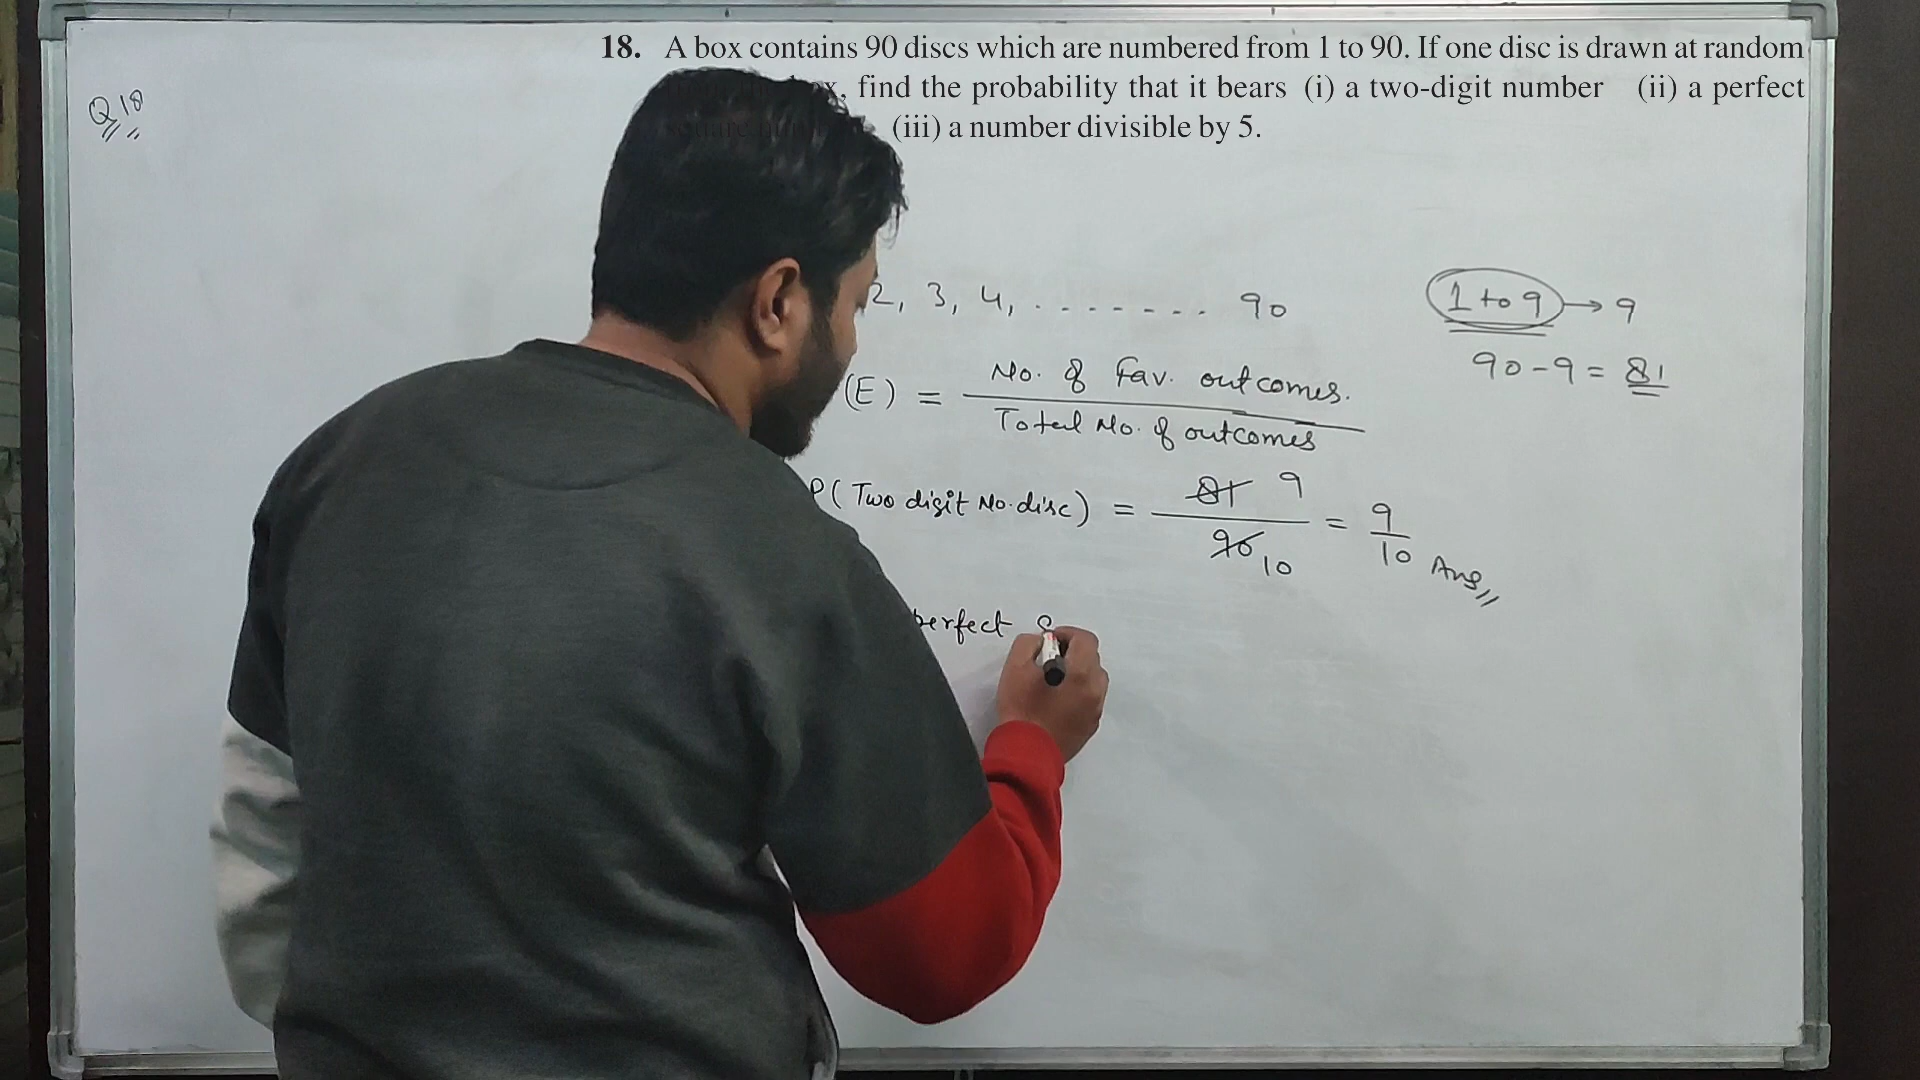 18. A box contains 90 discs which are numbered from 1 to 90. If one disc is drawn at random
find the probability that it bears (i) a two-digit number (ii) a perfect
(iii) a number divisible by 5.
Q18
2, 3, 4, ........ 90
1 to 9 → 9
90-9 = 81
(E) = No. of Fav. outcomes.
Total No. of outcomes
P(Two digit No. disc) = 81 9
90 10
= 9
10 Ans
perfect